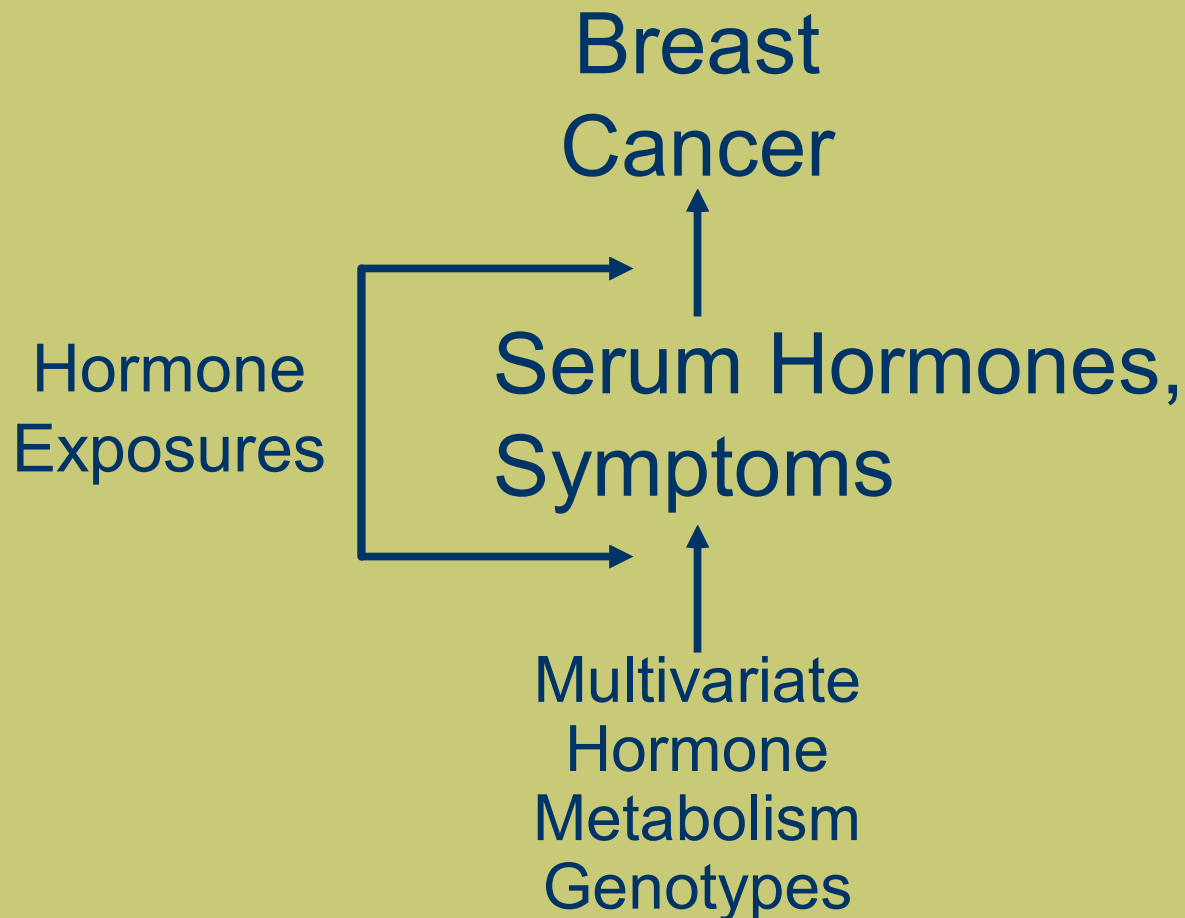 Breast
Cancer
Hormone
Exposures
Serum Hormones,
Symptoms
Multivariate
Hormone
Metabolism
Genotypes